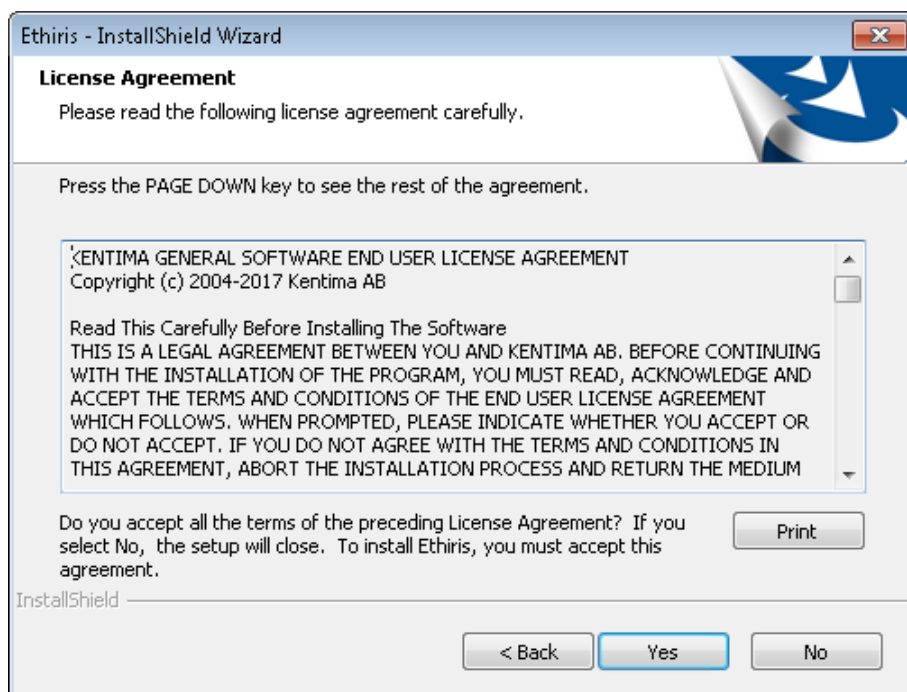 Ethiris - InstallShield Wizard
License Agreement
Please read the following license agreement carefully.
Press the PAGE DOWN key to see the rest of the agreement.
KENTIMA GENERAL SOFTWARE END USER LICENSE AGREEMENT
Copyright (c) 2004-2017 Kentima AB
Read This Carefully Before Installing The Software
THIS IS A LEGAL AGREEMENT BETWEEN YOU AND KENTIMA AB. BEFORE CONTINUING
WITH THE INSTALLATION OF THE PROGRAM, YOU MUST READ, ACKNOWLEDGE AND
ACCEPT THE TERMS AND CONDITIONS OF THE END USER LICENSE AGREEMENT
WHICH FOLLOWS. WHEN PROMPTED, PLEASE INDICATE WHETHER YOU ACCEPT OR
DO NOT ACCEPT. IF YOU DO NOT AGREE WITH THE TERMS AND CONDITIONS IN
THIS AGREEMENT, ABORT THE INSTALLATION PROCESS AND RETURN THE MEDIUM
Do you accept all the terms of the preceding License Agreement? If you
select No, the setup will close. To install Ethiris, you must accept this
agreement.
Print
InstallShield
< Back
Yes
No